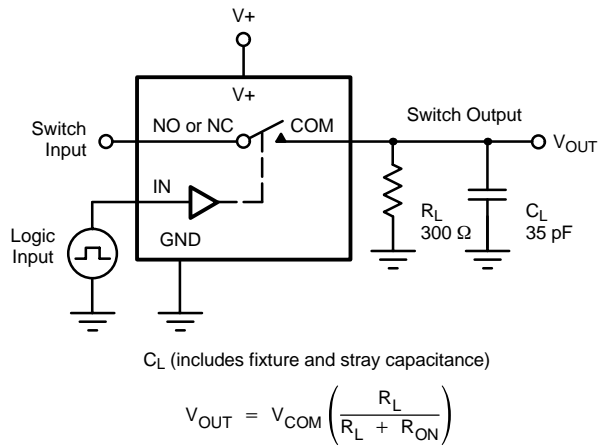 V+
V+
Switch Output
Switch
Input
NO or NC
COM
V_OUT
IN
R_L
300 Ω
C_L
35 pF
Logic
Input
GND
C_L (includes fixture and stray capacitance)
V_OUT = V_COM ( R_L / R_L + R_ON )